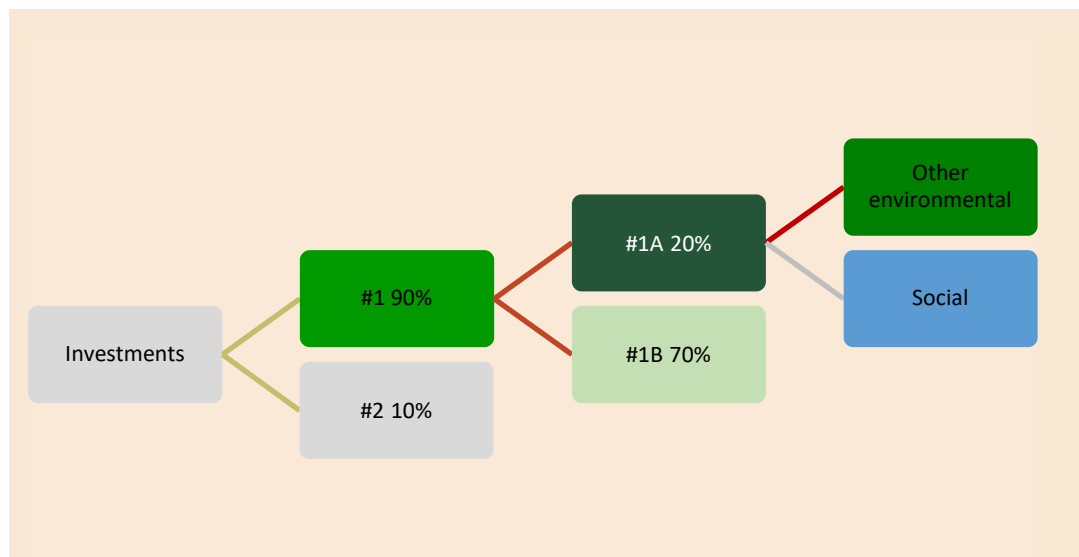 Investments
#1 90%
#2 10%
#1A 20%
#1B 70%
Other
environmental
Social